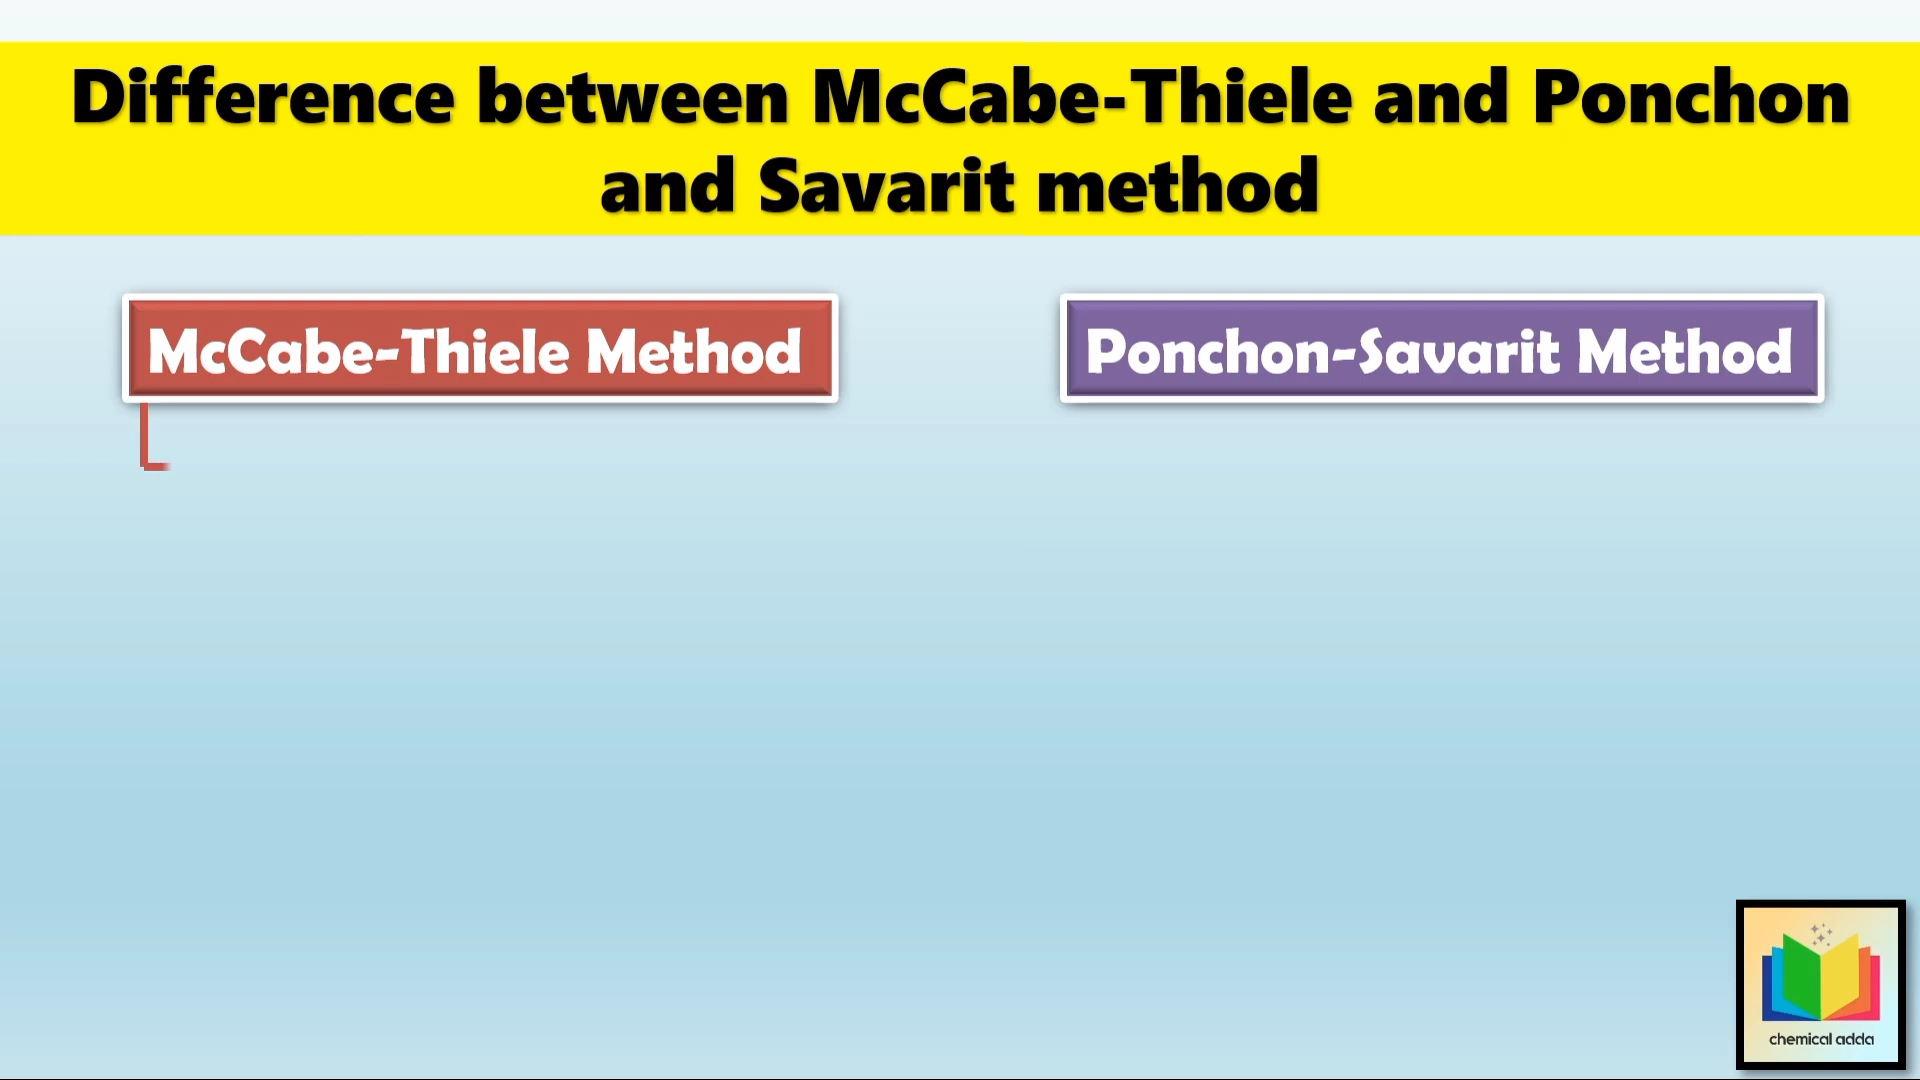 Difference between McCabe-Thiele and Ponchon
and Savarit method
McCabe-Thiele Method
Ponchon-Savarit Method
chemical adda